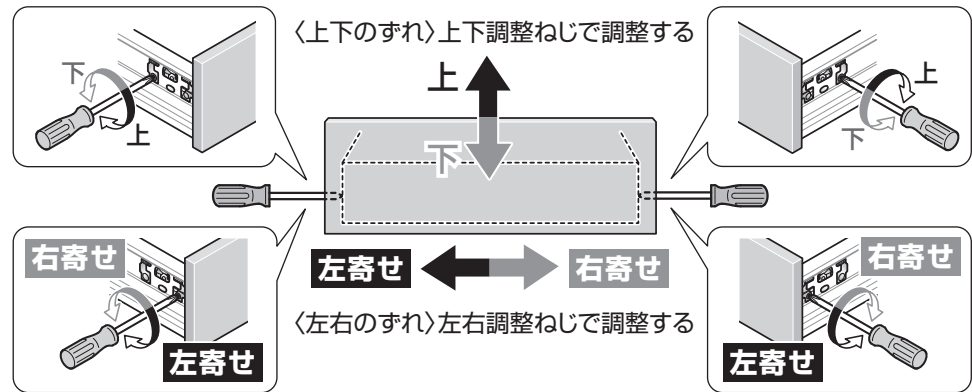 〈上下のずれ〉上下調整ねじで調整する
上
下
下
上
上
下
左寄せ
右寄せ
右寄せ
左寄せ
右寄せ
左寄せ
〈左右のずれ〉左右調整ねじで調整する